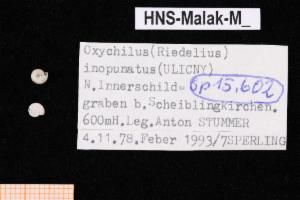 HNS-Malak-M_
Oxychilus(Riedelius)
inopunatus(ULICNY)
N.Innerschild= Sp15,602
graben b.Scheiblingkirchen.
600mH.Leg.Anton STUMMER
4.11.78.Feber 1993/7SPERLING